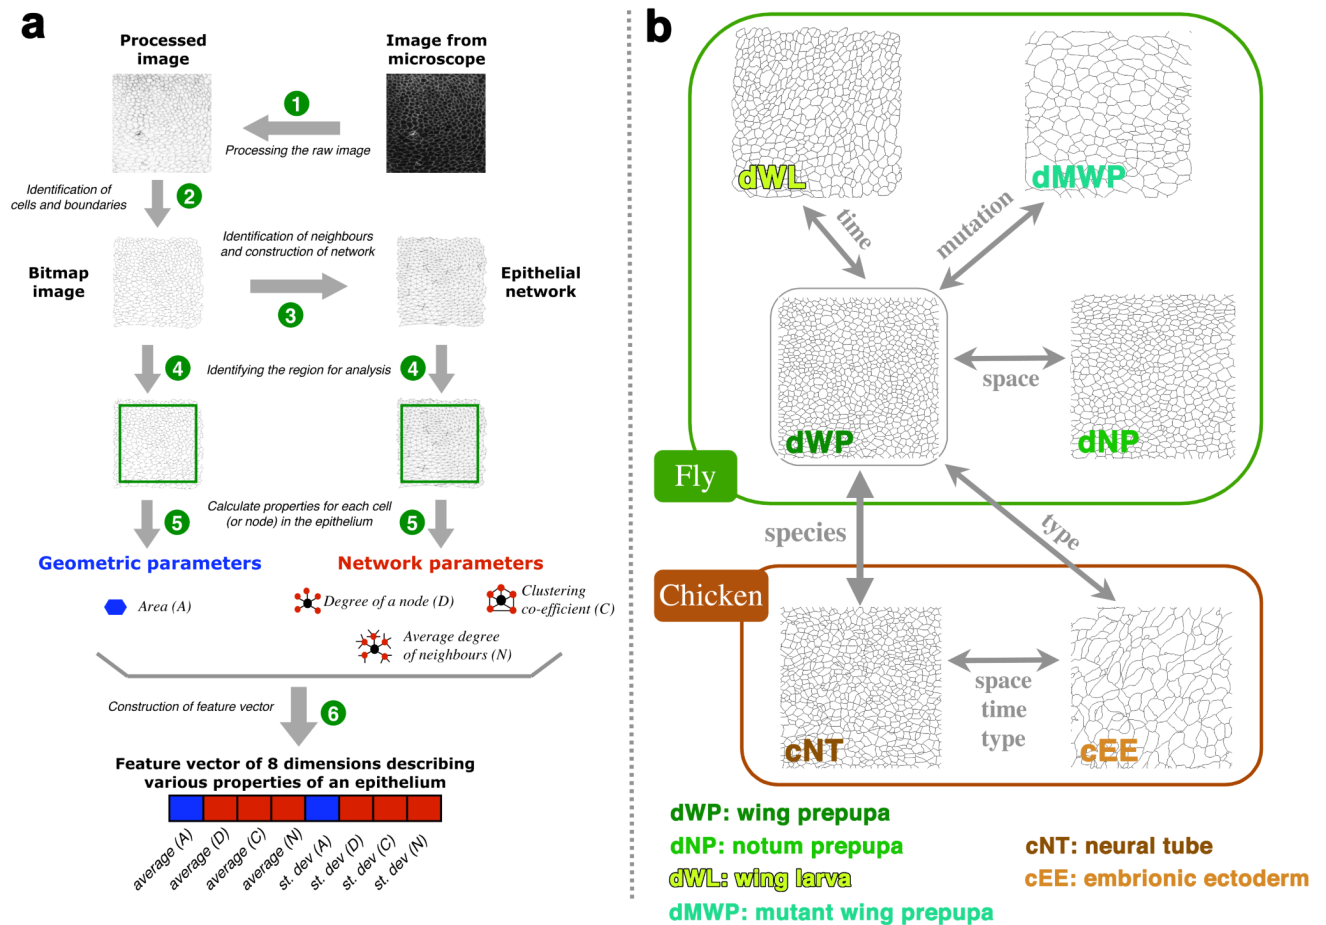 a
Processed
image
Image from
microscope
1
Processing the raw image
Identification of
cells and boundaries
2
Identification of neighbours
and construction of network
Bitmap
image
3
Epithelial
network
4
Identifying the region for analysis
4
Calculate properties for each cell
(or node) in the epithelium
5
5
Geometric parameters
Network parameters
Area (A)
Degree of a node (D)
Clustering
co-efficient (C)
Average degree
of neighbours (N)
Construction of feature vector
6
Feature vector of 8 dimensions describing
various properties of an epithelium
average (A)
average (D)
average (C)
average (N)
st. dev (A)
st. dev (D)
st. dev (C)
st. dev (N)
b
dWL
dMWP
time
mutation
dWP
space
dNP
Fly
species
type
Chicken
cNT
space
time
type
cEE
dWP: wing prepupa
dNP: notum prepupa
dWL: wing larva
dMWP: mutant wing prepupa
cNT: neural tube
cEE: embrionic ectoderm